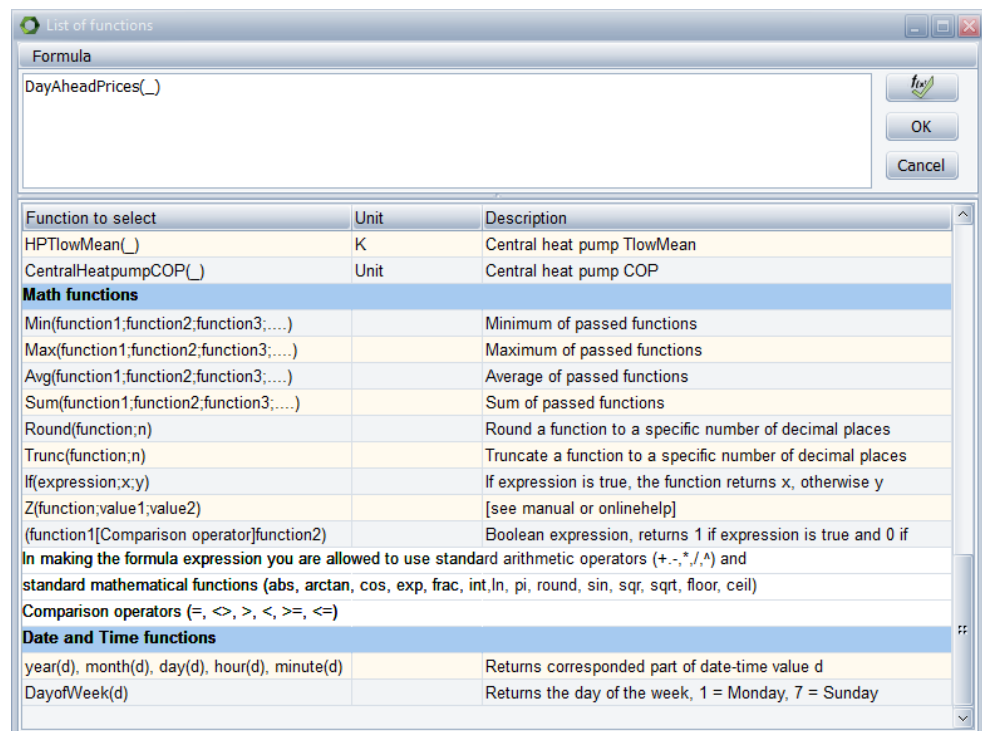 List of functions
Formula
DayAheadPrices(_)
f(x)
OK
Cancel
Function to select Unit Description
HPTlowMean(_) K Central heat pump TlowMean
CentralHeatpumpCOP(_) Unit Central heat pump COP
Math functions
Min(function1;function2;function3;....) Minimum of passed functions
Max(function1;function2;function3;....) Maximum of passed functions
Avg(function1;function2;function3;....) Average of passed functions
Sum(function1;function2;function3;....) Sum of passed functions
Round(function;n) Round a function to a specific number of decimal places
Trunc(function;n) Truncate a function to a specific number of decimal places
If(expression;x;y) If expression is true, the function returns x, otherwise y
Z(function;value1;value2) [see manual or onlinehelp]
(function1[Comparison operator]function2) Boolean expression, returns 1 if expression is true and 0 if
In making the formula expression you are allowed to use standard arithmetic operators (+.-,*,/,^) and
standard mathematical functions (abs, arctan, cos, exp, frac, int,ln, pi, round, sin, sqr, sqrt, floor, ceil)
Comparison operators (=, <>, >, <, >=, <=)
Date and Time functions
year(d), month(d), day(d), hour(d), minute(d) Returns corresponded part of date-time value d
DayofWeek(d) Returns the day of the week, 1 = Monday, 7 = Sunday